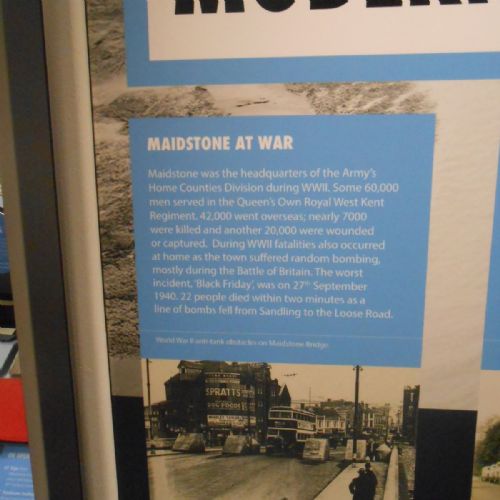 MODERN
MAIDSTONE AT WAR
Maidstone was the headquarters of the Army's
Home Counties Division during WWII. Some 60,000
men served in the Queen's Own Royal West Kent
Regiment. 42,000 went overseas; nearly 7000
were killed and another 20,000 were wounded
or captured. During WWII fatalities also occurred
at home as the town suffered random bombing,
mostly during the Battle of Britain. The worst
incident, 'Black Friday', was on 27th September
1940. 22 people died within two minutes as a
line of bombs fell from Sandling to the Loose Road.
World War II anti-tank obstacles on Maidstone Bridge.
SPRATTS
DOG FOODS